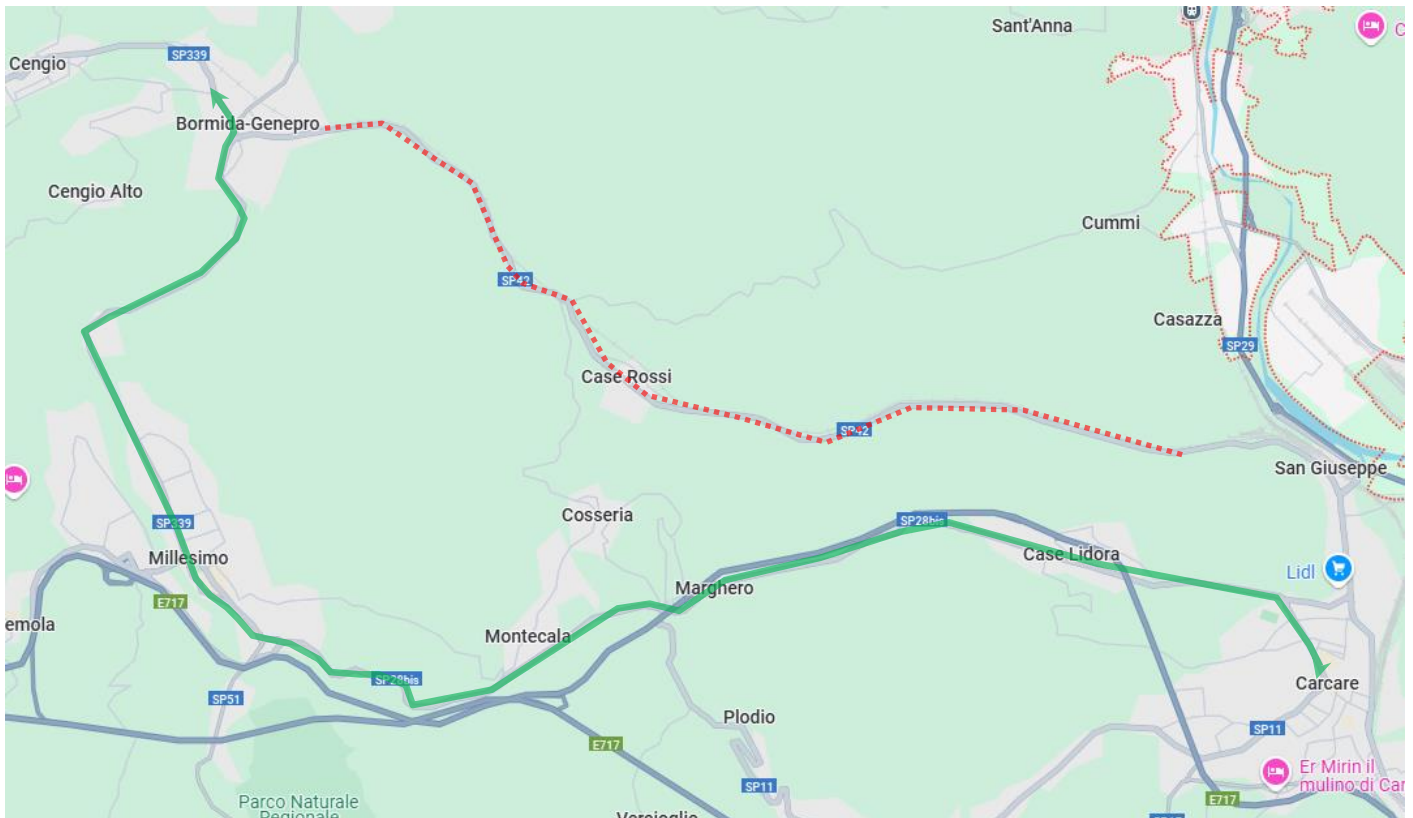 Sant'Anna
C
SP339
Cengio
Bormida-Genepro
Cengio Alto
Cummi
SP42
Casazza
SP29
Case Rossi
SP42
San Giuseppe
Cosseria
SP28bis
SP339
Case Lidora
Millesimo
Lidl
Marghero
E717
emola
Montecala
SP28bis
Carcare
SP51
Plodio
SP11
E717
Er Mirin il
mulino di Car
SP11
E717
Parco Naturale
Regionale